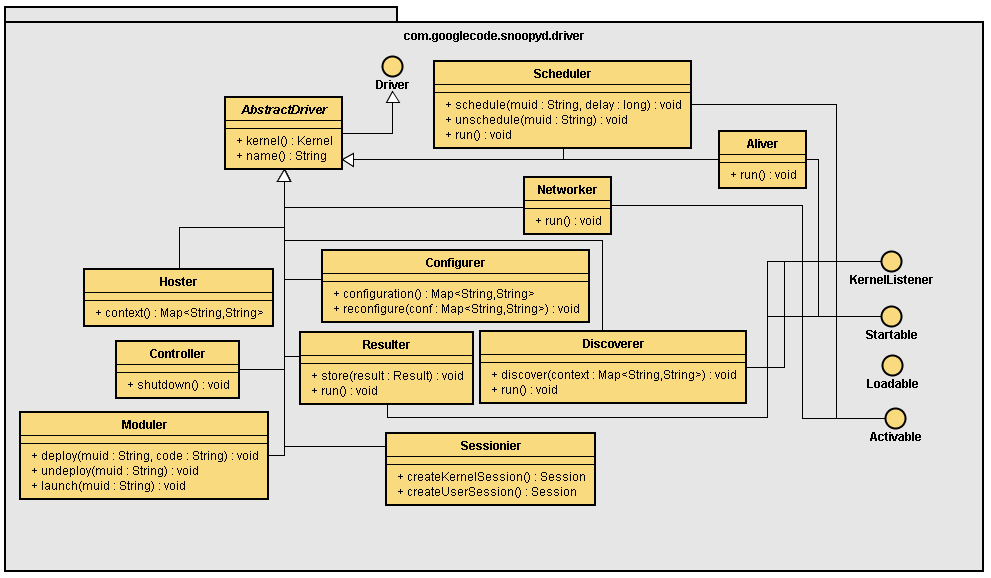 com.googlecode.snoopyd.driver
Driver
Scheduler
+ schedule(muid : String, delay : long) : void
+ unschedule(muid : String) : void
+ run() : void
AbstractDriver
+ kernel() : Kernel
+ name() : String
Aliver
+ run() : void
Networker
+ run() : void
Hoster
+ context() : Map<String,String>
Configurer
+ configuration() : Map<String,String>
+ reconfigure(conf : Map<String,String>) : void
KernelListener
Startable
Controller
+ shutdown() : void
Resulter
+ store(result : Result) : void
+ run() : void
Discoverer
+ discover(context : Map<String,String>) : void
+ run() : void
Loadable
Activable
Moduler
+ deploy(muid : String, code : String) : void
+ undeploy(muid : String) : void
+ launch(muid : String) : void
Sessionier
+ createKernelSession() : Session
+ createUserSession() : Session